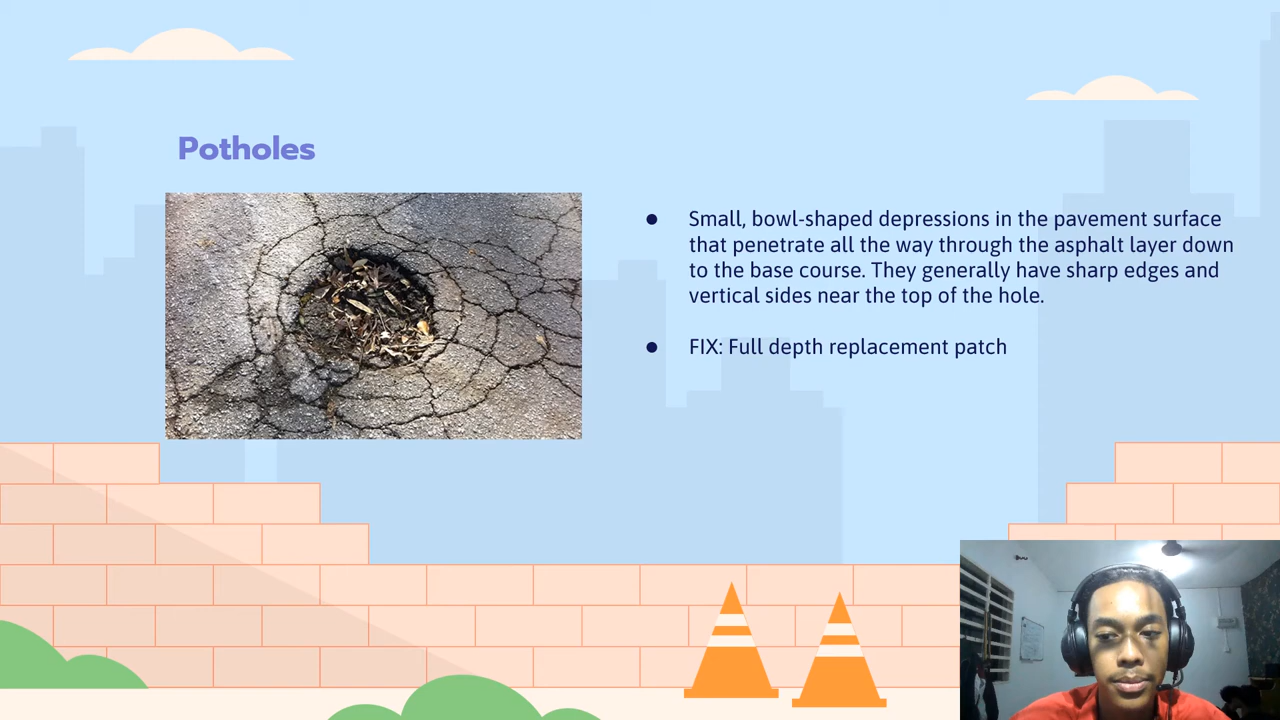 Potholes
● Small, bowl-shaped depressions in the pavement surface
that penetrate all the way through the asphalt layer down
to the base course. They generally have sharp edges and
vertical sides near the top of the hole.
● FIX: Full depth replacement patch